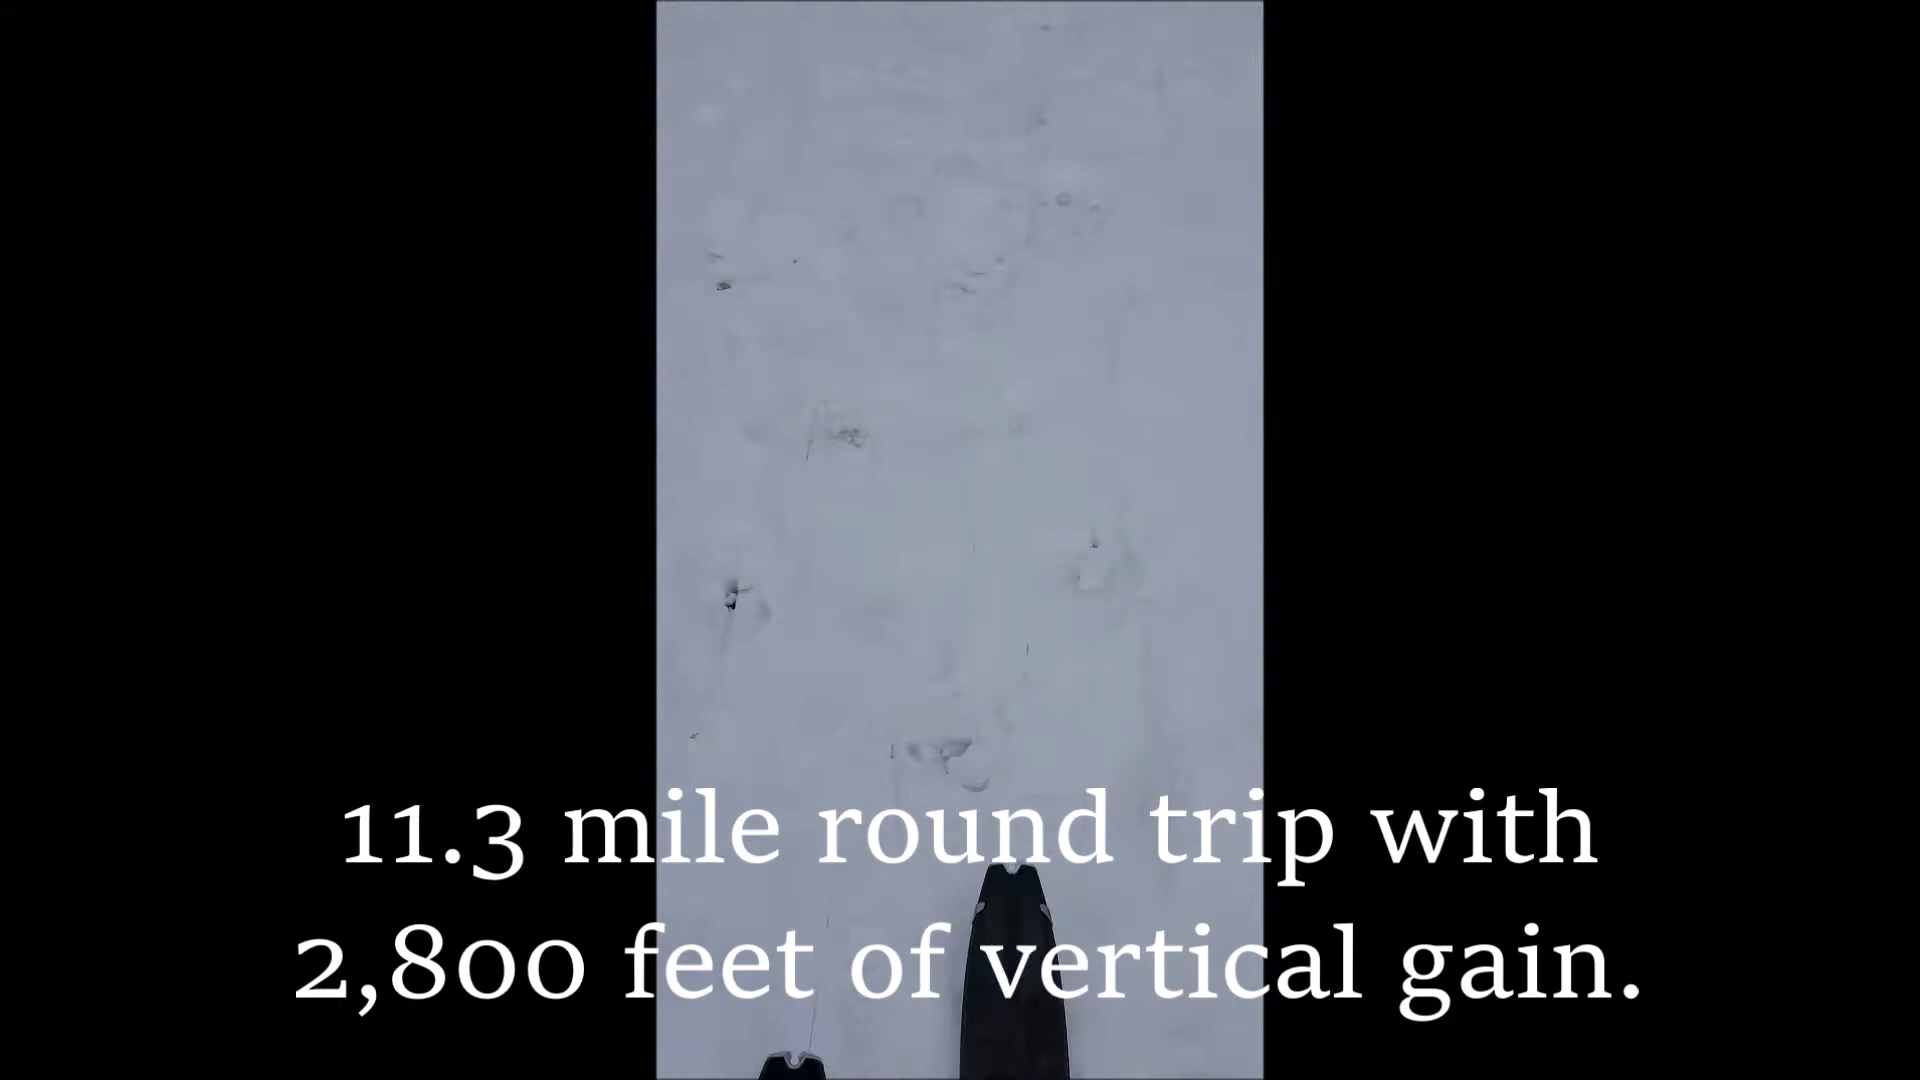 11.3 mile round trip with
2,800 feet of vertical gain.